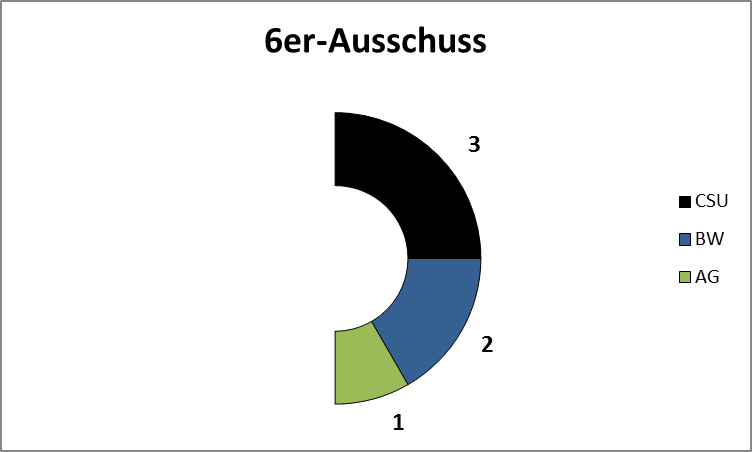 6er-Ausschuss
3
CSU
BW
AG
2
1